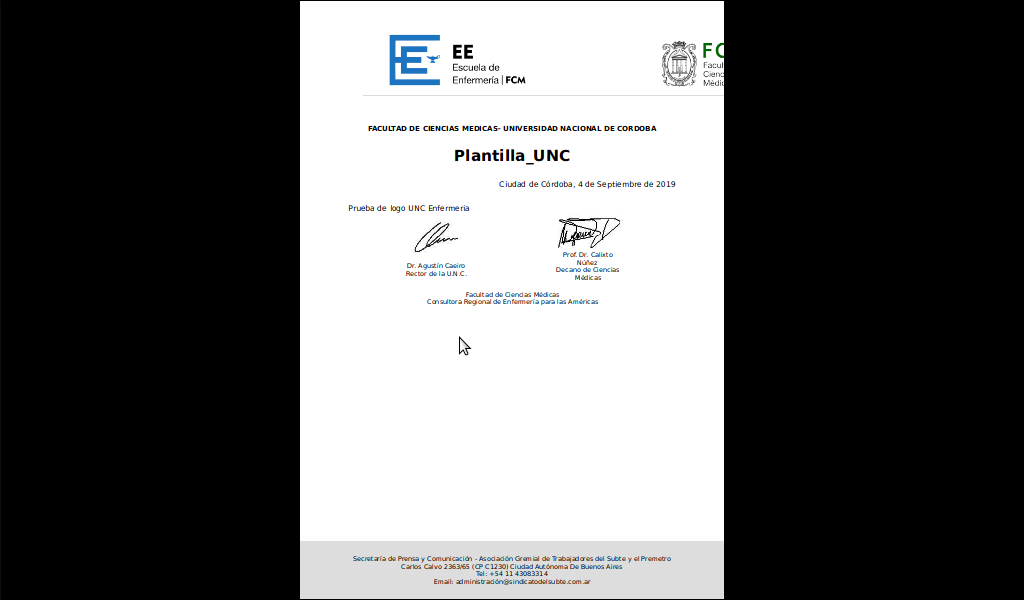 EE
Escuela de
Enfermería | FCM
FC
Facul
Cienc
Médic
FACULTAD DE CIENCIAS MEDICAS- UNIVERSIDAD NACIONAL DE CORDOBA
Plantilla_UNC
Ciudad de Córdoba, 4 de Septiembre de 2019
Prueba de logo UNC Enfermeria
Dr. Agustín Caeiro
Rector de la U.N.C.
Prof. Dr. Calixto
Núñez
Decano de Ciencias
Médicas
Facultad de Ciencias Médicas
Consultora Regional de Enfermería para las Américas
Secretaría de Prensa y Comunicación - Asociación Gremial de Trabajadores del Subte y el Premetro
Carlos Calvo 2363/65 (CP C1230) Ciudad Autónoma De Buenos Aires
Tel: +54 11 43083314
Email: administración@sindicatodelsubte.com.ar